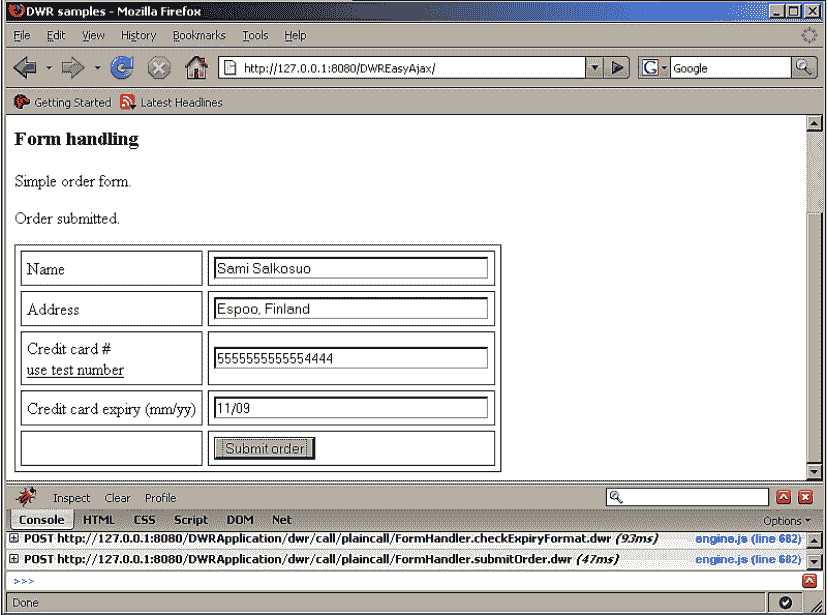 DWR samples - Mozilla Firefox
File Edit View History Bookmarks Tools Help
http://127.0.0.1:8080/DWREasyAjax/
G Google
Getting Started Latest Headlines
Form handling
Simple order form.
Order submitted.
Name Sami Salkosuo
Address Espoo, Finland
Credit card #
use test number 5555555555554444
Credit card expiry (mm/yy) 11/09
Submit order
Inspect Clear Profile
Console HTML CSS Script DOM Net Options
POST http://127.0.0.1:8080/DWRApplication/dwr/call/plaincall/FormHandler.checkExpiryFormat.dwr (93ms) engine.js (line 682)
POST http://127.0.0.1:8080/DWRApplication/dwr/call/plaincall/FormHandler.submitOrder.dwr (47ms) engine.js (line 682)
>>>
Done